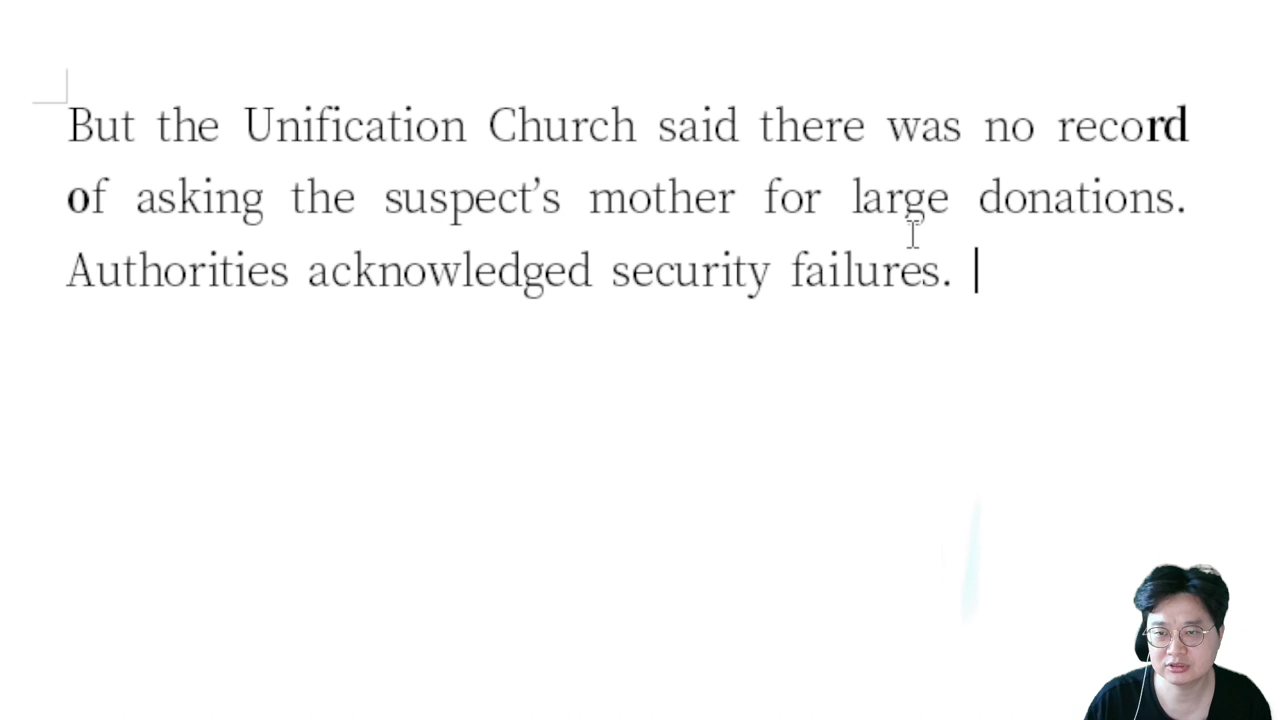 But the Unification Church said there was no record
of asking the suspect’s mother for large donations.
Authorities acknowledged security failures.